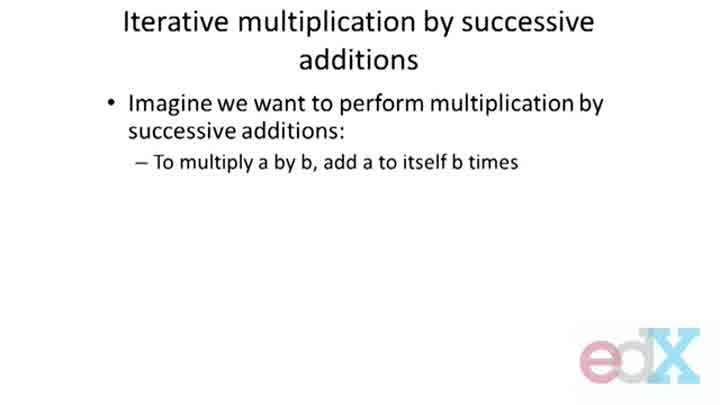 Iterative multiplication by successive
additions
• Imagine we want to perform multiplication by
successive additions:
– To multiply a by b, add a to itself b times
edX